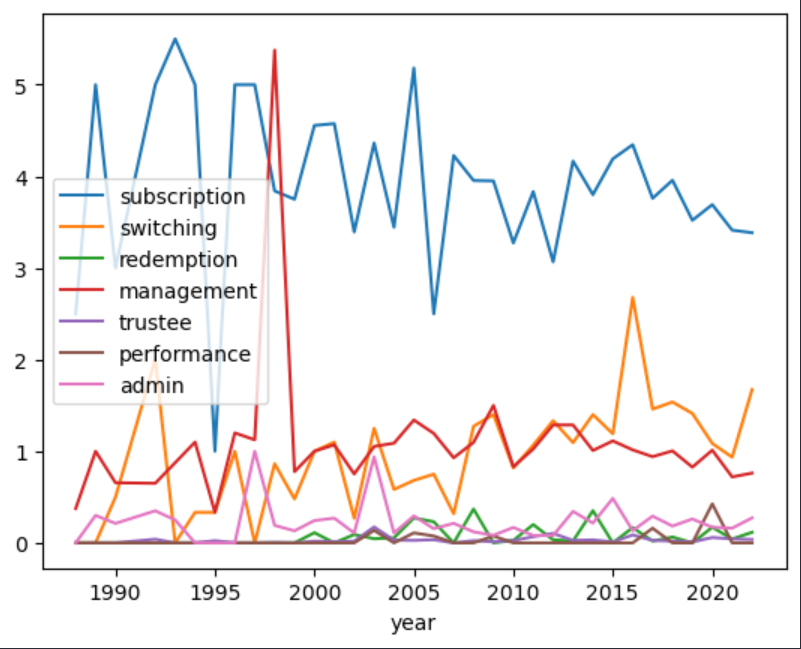 5
4
3
2
1
0
subscription
switching
redemption
management
trustee
performance
admin
1990 1995 2000 2005 2010 2015 2020
year